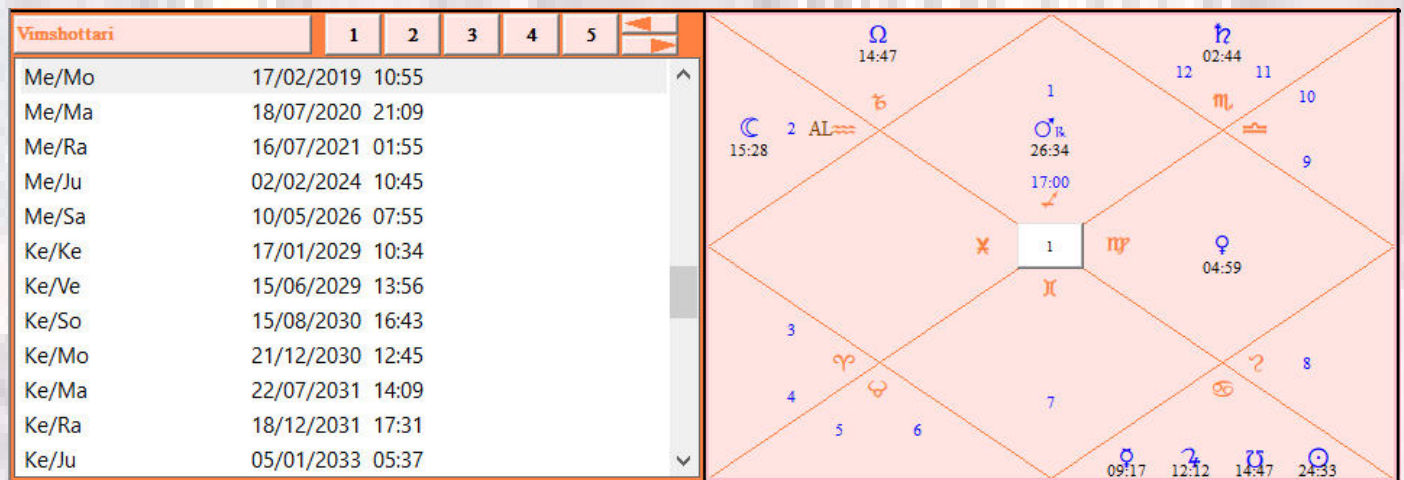 Vimshottari 1 2 3 4 5
Me/Mo 17/02/2019 10:55
Me/Ma 18/07/2020 21:09
Me/Ra 16/07/2021 01:55
Me/Ju 02/02/2024 10:45
Me/Sa 10/05/2026 07:55
Ke/Ke 17/01/2029 10:34
Ke/Ve 15/06/2029 13:56
Ke/So 15/08/2030 16:43
Ke/Mo 21/12/2030 12:45
Ke/Ma 22/07/2031 14:09
Ke/Ra 18/12/2031 17:31
Ke/Ju 05/01/2033 05:37
☊ ♄
14:47 02:44
12 11
♑ 1 ♏ 10
☾ 2 AL♒ ♂℞ ♎
15:28 26:34
9
17:00
♐
♓ 1 ♍ ♀
04:59
♊
3
♈ ♌ 8
♉ ♋
4 7
5 6
☿ ♃ ☋ ☉
09:17 12:12 14:47 24:33